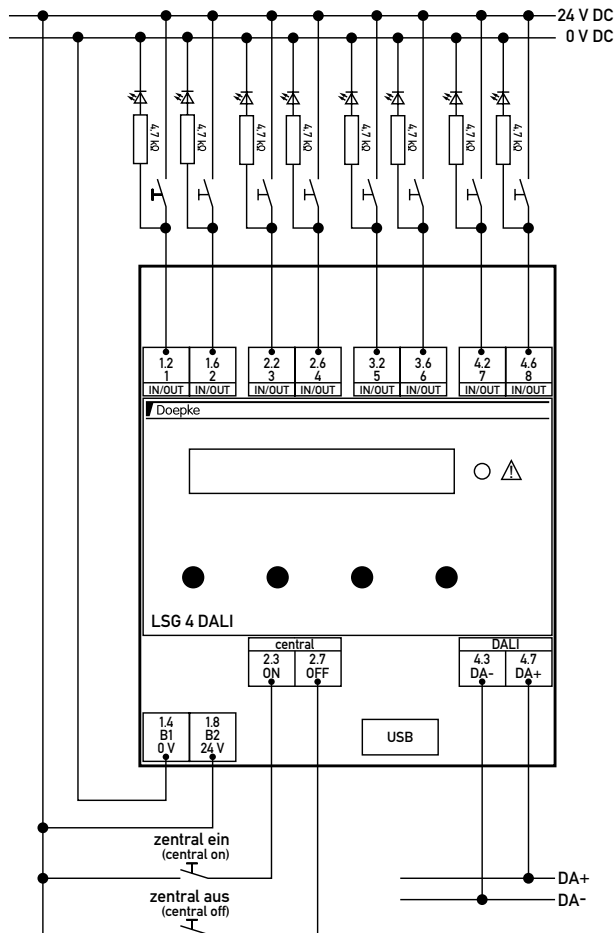 24 V DC
0 V DC
4.7 kΩ 4.7 kΩ 4.7 kΩ 4.7 kΩ 4.7 kΩ 4.7 kΩ 4.7 kΩ 4.7 kΩ
1.2 1.6 2.2 2.6 3.2 3.6 4.2 4.6
1 2 3 4 5 6 7 8
IN/OUT IN/OUT IN/OUT IN/OUT IN/OUT IN/OUT IN/OUT IN/OUT
Doepke
LSG 4 DALI
central DALI
2.3 2.7 4.3 4.7
ON OFF DA- DA+
1.4 1.8
B1 B2
0 V 24 V
USB
zentral ein
(central on)
DA+
zentral aus
DA-
(central off)